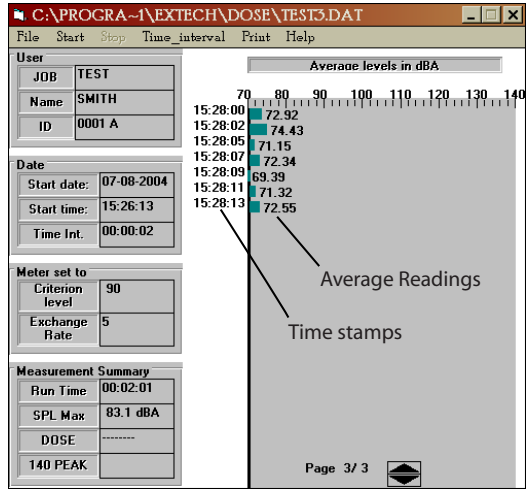 C:\PROGRA~1\EXTECH\DOSE\TEST3.DAT
File Start Stop Time_interval Print Help
User
JOB TEST
Name SMITH
ID 0001 A
Date
Start date: 07-08-2004
Start time: 15:26:13
Time Int. 00:00:02
Meter set to
Criterion level 90
Exchange Rate 5
Measurement Summary
Run Time 00:02:01
SPL Max 83.1 dBA
DOSE --------
140 PEAK
Average levels in dBA
70 80 90 100 110 120 130 140
15:28:00 72.92
15:28:02 74.43
15:28:05 71.15
15:28:07 72.34
15:28:09 69.39
15:28:11 71.32
15:28:13 72.55
Average Readings
Time stamps
Page 3/ 3